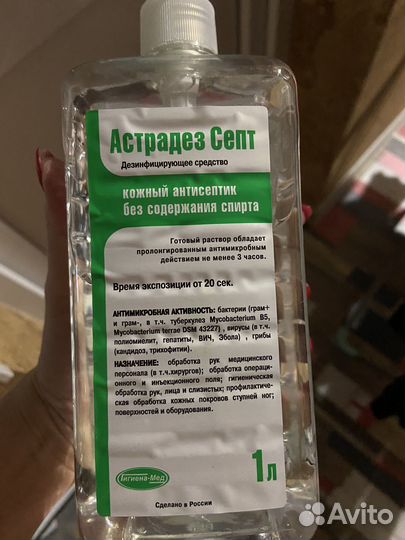 Астрадез Септ
Дезинфицирующее средство
кожный антисептик
без содержания спирта
Готовый раствор обладает
пролонгированным антимикробным
действием не менее 3 часов.
Время экспозиции от 20 сек.
АНТИМИКРОБНАЯ АКТИВНОСТЬ: бактерии (грам+
и грам-, в т.ч. туберкулез Mycobacterium B5,
Mycobacterium terrae DSM 43227) , вирусы (в т.ч.
полиомиелит, гепатиты, ВИЧ, Эбола) , грибы
(кандидоз, трихофитии).
НАЗНАЧЕНИЕ: обработка рук медицинского
персонала (в т.ч.хирургов); обработка операци-
онного и инъекционного поля; гигиеническая
обработка рук, лица и слизистых; профилактиче-
ская обработка кожных покровов ступней ног;
поверхностей и оборудования.
Гигиена-Мед
1л
Сделано в России
Avito